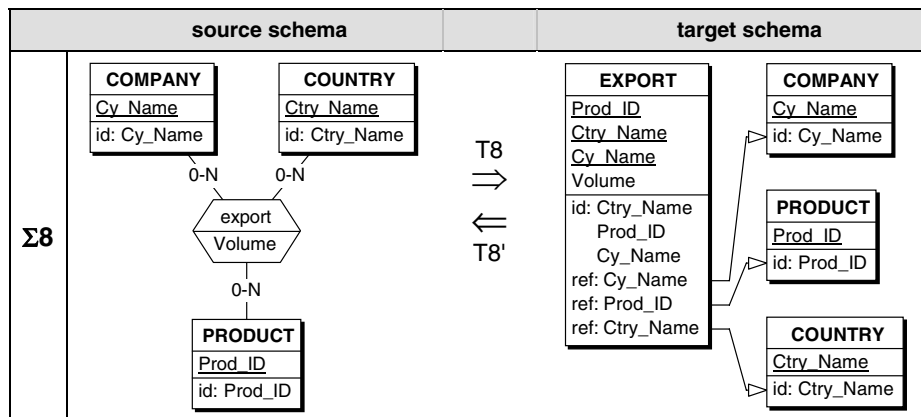 source schema
target schema
Σ8
COMPANY
Cy_Name
id: Cy_Name
COUNTRY
Ctry_Name
id: Ctry_Name
0-N
0-N
export
Volume
0-N
PRODUCT
Prod_ID
id: Prod_ID
T8
⇒
⇐
T8'
EXPORT
Prod_ID
Ctry_Name
Cy_Name
Volume
id: Ctry_Name
Prod_ID
Cy_Name
ref: Cy_Name
ref: Prod_ID
ref: Ctry_Name
COMPANY
Cy_Name
id: Cy_Name
PRODUCT
Prod_ID
id: Prod_ID
COUNTRY
Ctry_Name
id: Ctry_Name